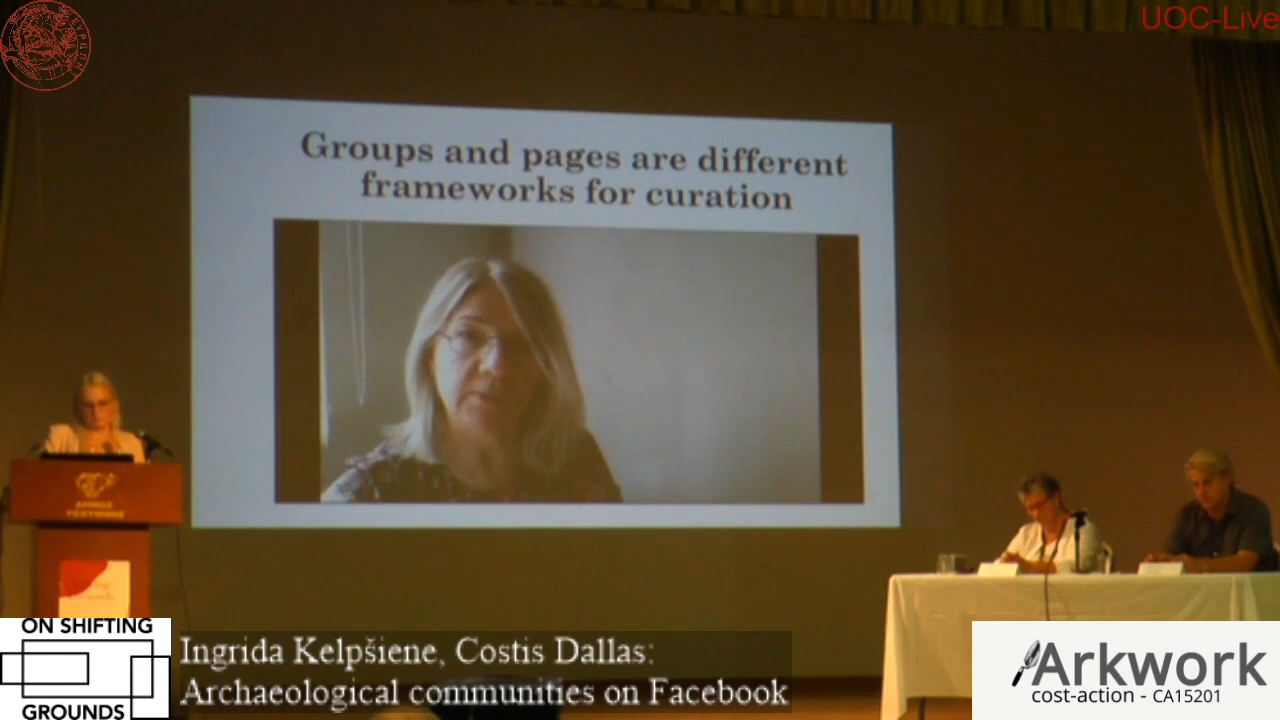 UOC-Live
Groups and pages are different
frameworks for curation
ON SHIFTING
GROUNDS
Ingrida Kelpšiene, Costis Dallas:
Archaeological communities on Facebook
Arkwork
cost-action - CA15201